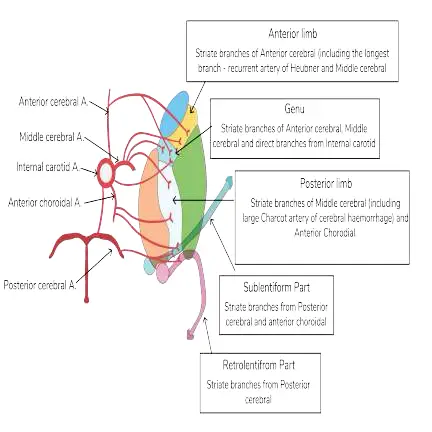 Anterior limb
Striate branches of Anterior cerebral (including the longest
branch - recurrent artery of Heubner and Middle cerebral
Anterior cerebral A.
Genu
Striate branches of Anterior cerebral, Middle
cerebral and direct branches from Internal carotid
Middle cerebral A.
Internal carotid A.
Posterior limb
Striate branches of Middle cerebral (including
large Charcot artery of cerebral haemorrhage) and
Anterior Chorodial
Anterior choroidal A.
Posterior cerebral A.
Sublentiform Part
Striate branches from Posterior
cerebral and anterior choroidal
Retrolentifrom Part
Striate branches from Posterior
cerebral